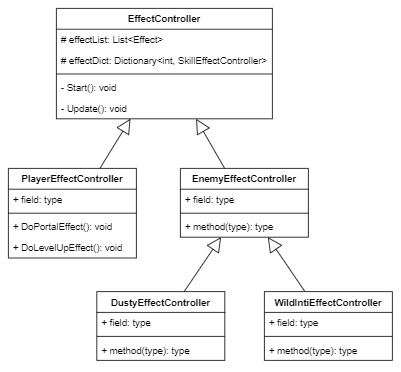 EffectController
# effectList: List<Effect>
# effectDict: Dictionary<int, SkillEffectController>
- Start(): void
- Update(): void
PlayerEffectController
+ field: type
+ DoPortalEffect(): void
+ DoLevelUpEffect(): void
EnemyEffectController
+ field: type
+ method(type): type
DustyEffectController
+ field: type
+ method(type): type
WildIntiEffectController
+ field: type
+ method(type): type